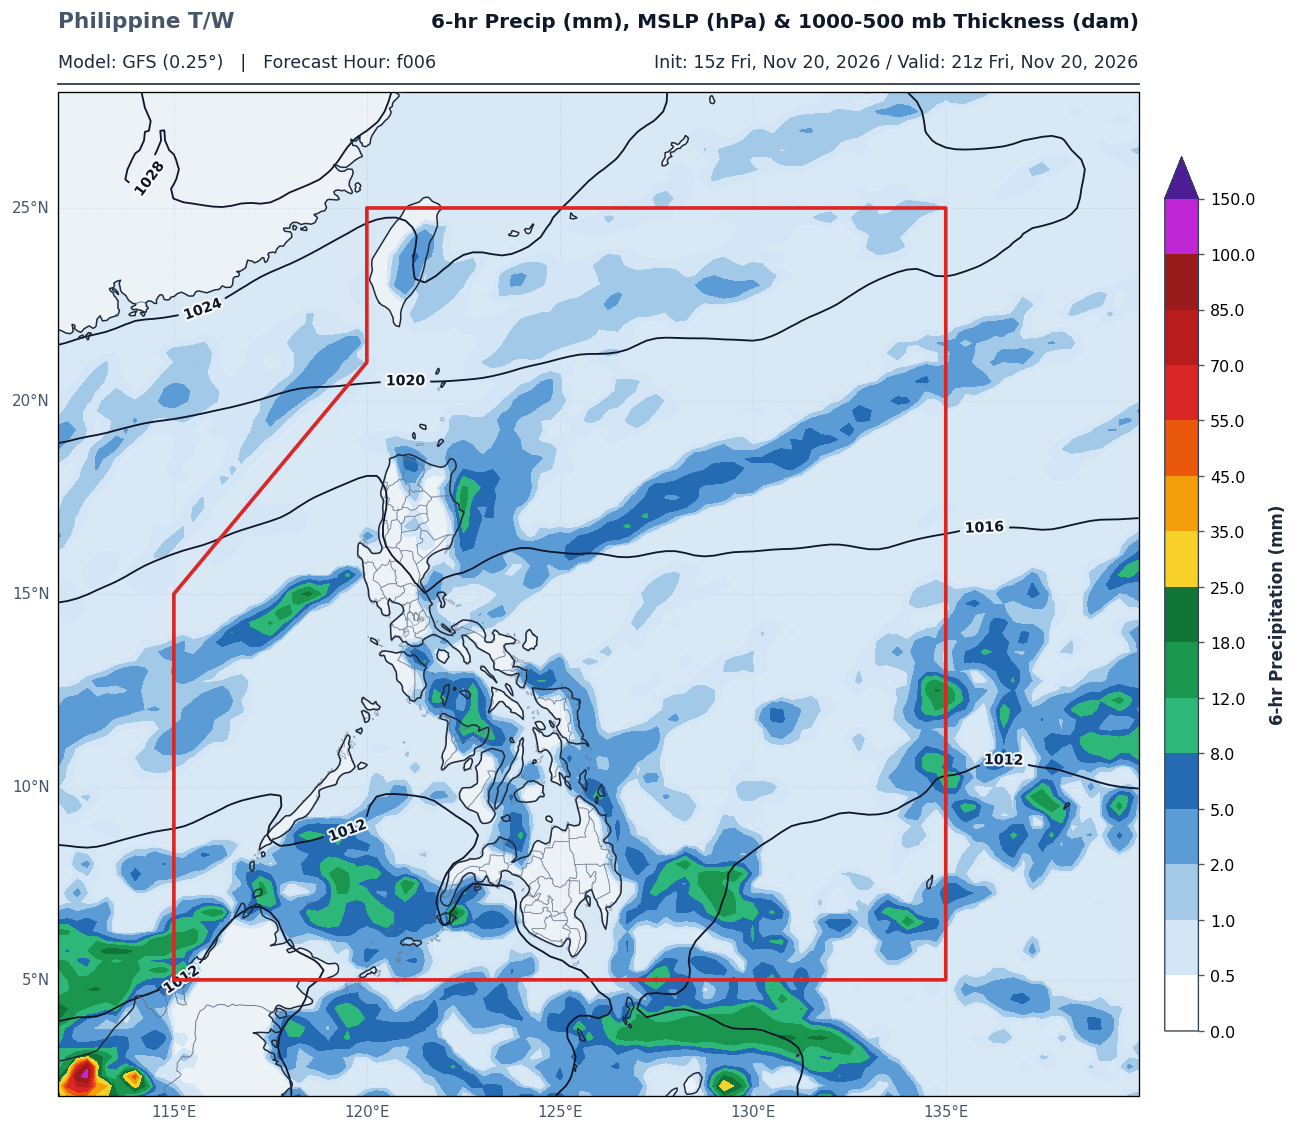 Philippine T/W
6-hr Precip (mm), MSLP (hPa) & 1000-500 mb Thickness (dam)
Model: GFS (0.25°)   |   Forecast Hour: f006
Init: 15z Fri, Nov 20, 2026 / Valid: 21z Fri, Nov 20, 2026
1028
1024
1020
1016
1012
1012
1012
25°N
20°N
15°N
10°N
5°N
115°E
120°E
125°E
130°E
135°E
150.0
100.0
85.0
70.0
55.0
45.0
35.0
25.0
18.0
12.0
8.0
5.0
2.0
1.0
0.5
0.0
6-hr Precipitation (mm)